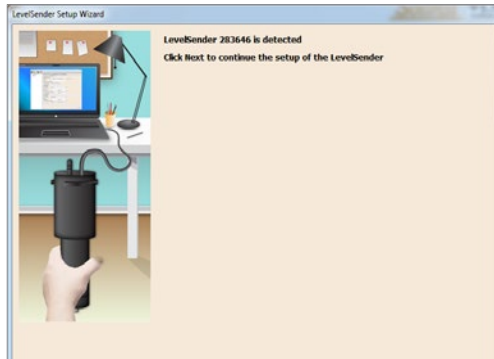 LevelSender Setup Wizard
LevelSender 283646 is detected
Click Next to continue the setup of the LevelSender